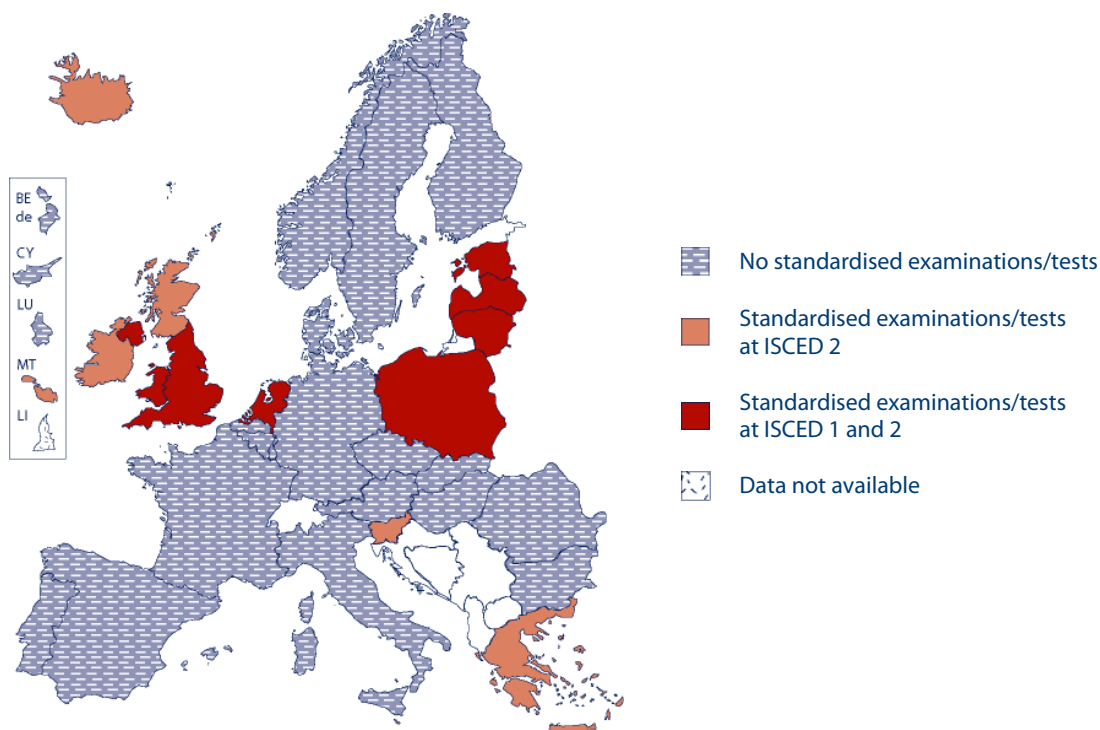 BE
de
CY
LU
MT
LI
No standardised examinations/tests
Standardised examinations/tests
at ISCED 2
Standardised examinations/tests
at ISCED 1 and 2
Data not available